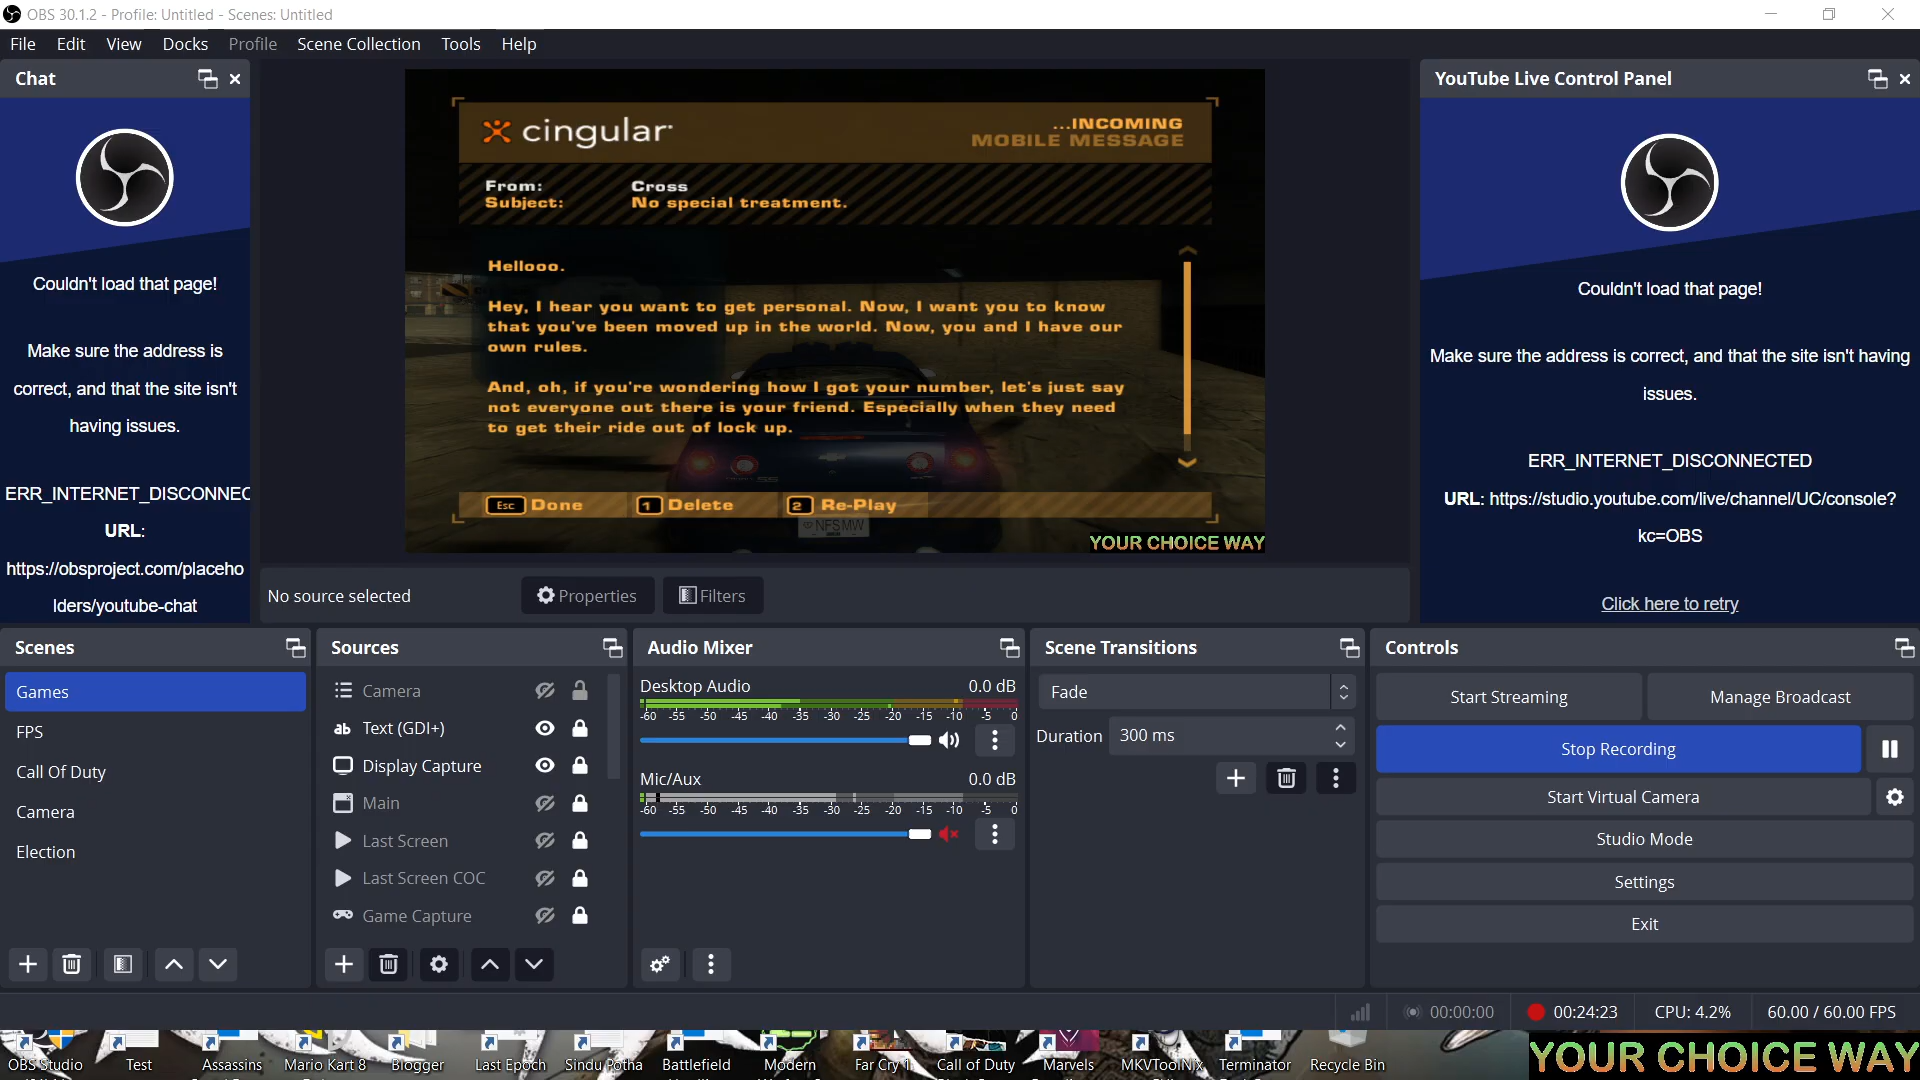 OBS 30.1.2 - Profile: Untitled - Scenes: Untitled
File Edit View Docks Profile Scene Collection Tools Help
Chat
Couldn't load that page!
Make sure the address is
correct, and that the site isn't
having issues.
ERR_INTERNET_DISCONNEC
URL:
https://obsproject.com/placeho
lders/youtube-chat
cingular
...INCOMING
MOBILE MESSAGE
From: Cross
Subject: No special treatment.
Hellooo.
Hey, I hear you want to get personal. Now, I want you to know
that you've been moved up in the world. Now, you and I have our
own rules.
And, oh, if you're wondering how I got your number, let's just say
not everyone out there is your friend. Especially when they need
to get their ride out of lock up.
Esc Done 1 Delete 2 Re-Play
NFSMW
YOUR CHOICE WAY
YouTube Live Control Panel
Couldn't load that page!
Make sure the address is correct, and that the site isn't having
issues.
ERR_INTERNET_DISCONNECTED
URL: https://studio.youtube.com/live/channel/UC/console?
kc=OBS
Click here to retry
No source selected Properties Filters
Scenes
Games
FPS
Call Of Duty
Camera
Election
Sources
Camera
Text (GDI+)
Display Capture
Main
Last Screen
Last Screen COC
Game Capture
Audio Mixer
Desktop Audio 0.0 dB
-60 -55 -50 -45 -40 -35 -30 -25 -20 -15 -10 -5 0
Mic/Aux 0.0 dB
-60 -55 -50 -45 -40 -35 -30 -25 -20 -15 -10 -5 0
Scene Transitions
Fade
Duration 300 ms
Controls
Start Streaming Manage Broadcast
Stop Recording
Start Virtual Camera
Studio Mode
Settings
Exit
00:00:00 00:24:23 CPU: 4.2% 60.00 / 60.00 FPS
OBS Studio Test Assassins Mario Kart 8 Blogger Last Epoch Sindu Potha Battlefield Modern Far Cry 1 Call of Duty Marvels MKVToolNix Terminator Recycle Bin
YOUR CHOICE WAY